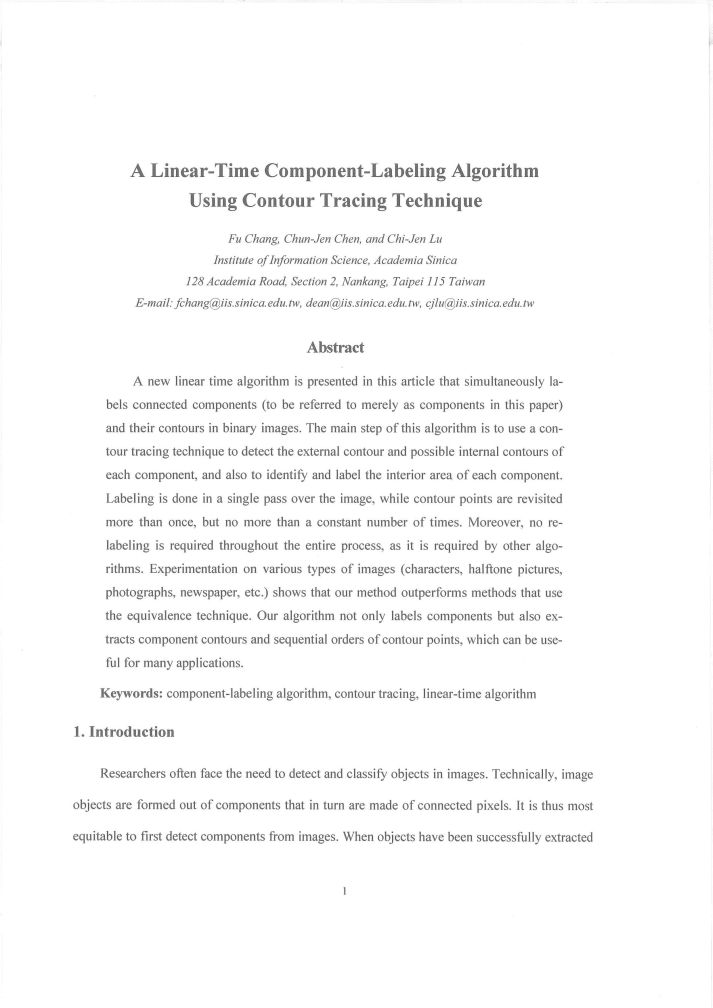 A Linear-Time Component-Labeling Algorithm
Using Contour Tracing Technique
Fu Chang, Chun-Jen Chen, and Chi-Jen Lu
Institute of Information Science, Academia Sinica
128 Academia Road, Section 2, Nankang, Taipei 115 Taiwan
E-mail: fchang@iis.sinica.edu.tw, dean@iis.sinica.edu.tw, cjlu@iis.sinica.edu.tw
Abstract
A new linear time algorithm is presented in this article that simultaneously la-
bels connected components (to be referred to merely as components in this paper)
and their contours in binary images. The main step of this algorithm is to use a con-
tour tracing technique to detect the external contour and possible internal contours of
each component, and also to identify and label the interior area of each component.
Labeling is done in a single pass over the image, while contour points are revisited
more than once, but no more than a constant number of times. Moreover, no re-
labeling is required throughout the entire process, as it is required by other algo-
rithms. Experimentation on various types of images (characters, halftone pictures,
photographs, newspaper, etc.) shows that our method outperforms methods that use
the equivalence technique. Our algorithm not only labels components but also ex-
tracts component contours and sequential orders of contour points, which can be use-
ful for many applications.
Keywords: component-labeling algorithm, contour tracing, linear-time algorithm
1. Introduction
Researchers often face the need to detect and classify objects in images. Technically, image
objects are formed out of components that in turn are made of connected pixels. It is thus most
equitable to first detect components from images. When objects have been successfully extracted
1